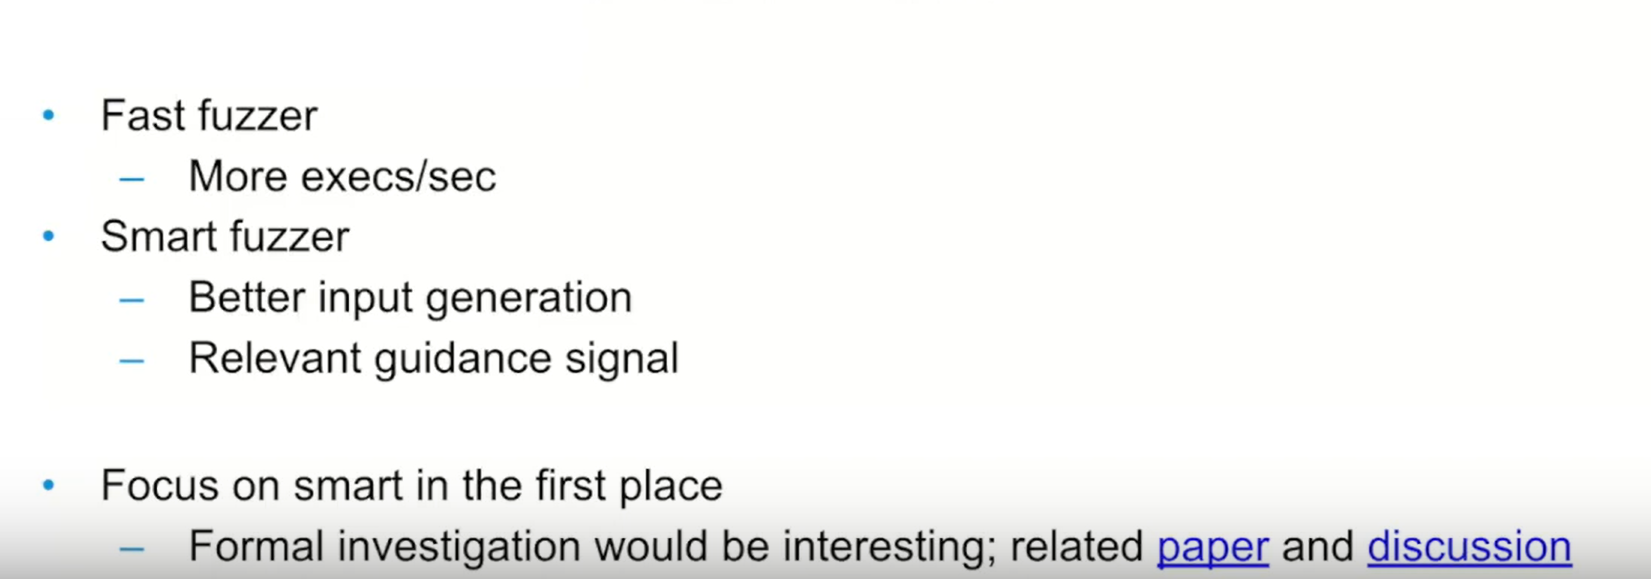 • Fast fuzzer
– More execs/sec
• Smart fuzzer
– Better input generation
– Relevant guidance signal
• Focus on smart in the first place
– Formal investigation would be interesting; related paper and discussion